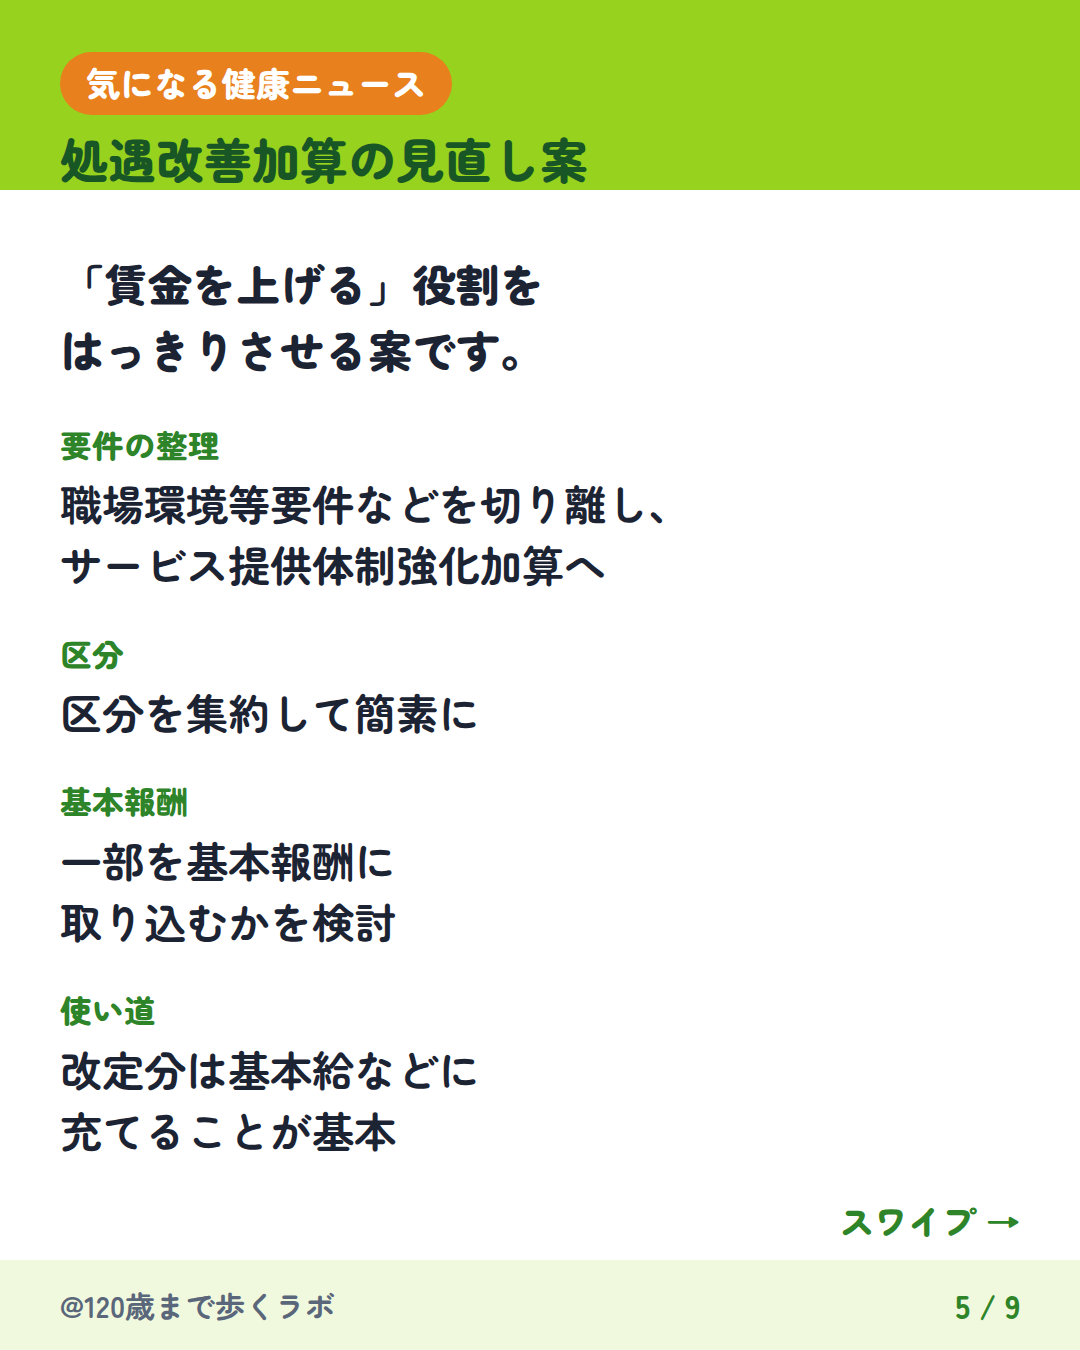 気になる健康ニュース
処遇改善加算の見直し案
「賃金を上げる」役割を
はっきりさせる案です。
要件の整理
職場環境等要件などを切り離し、
サービス提供体制強化加算へ
区分
区分を集約して簡素に
基本報酬
一部を基本報酬に
取り込むかを検討
使い道
改定分は基本給などに
充てることが基本
スワイプ →
@120歳まで歩くラボ
5 / 9